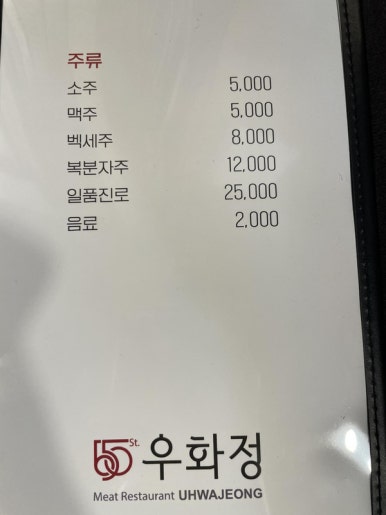 주류
소주 5,000
맥주 5,000
벡세주 8,000
복분자주 12,000
일품진로 25,000
음료 2,000
55 St. 우화정
Meat Restaurant UHWAJEONG